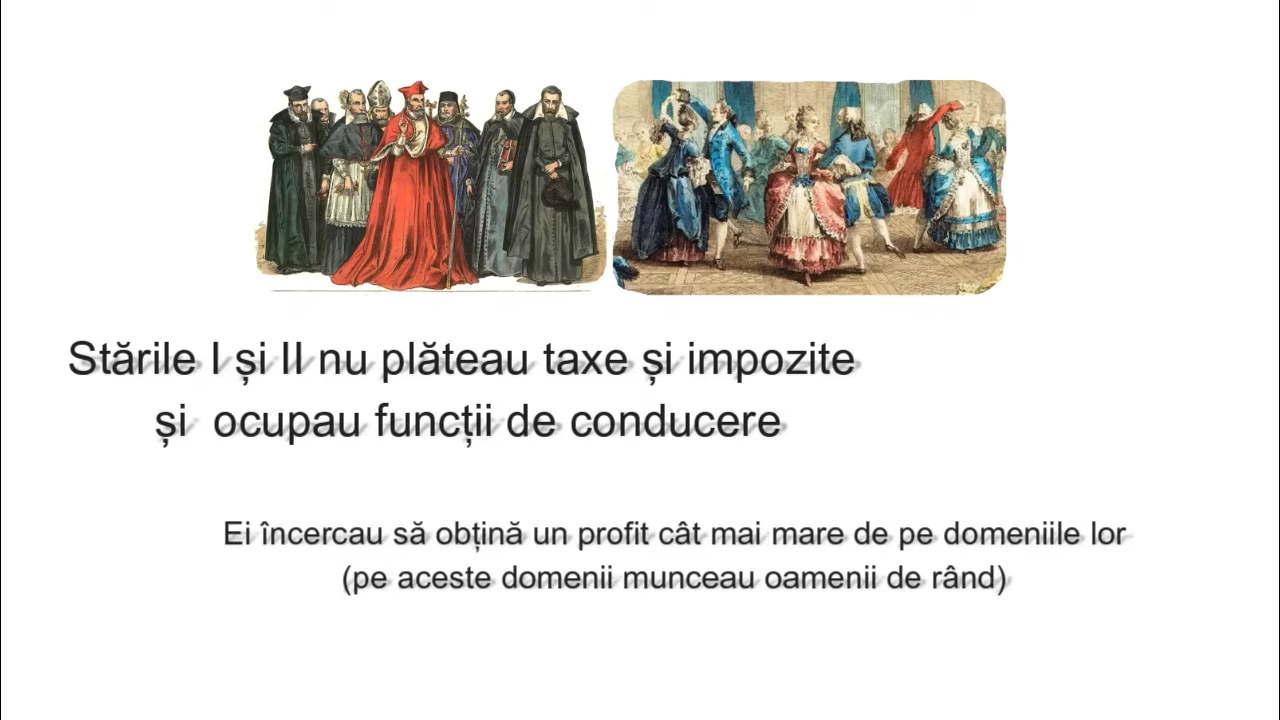 Stările I și II nu plăteau taxe și impozite
și ocupau funcții de conducere
Ei încercau să obțină un profit cât mai mare de pe domeniile lor
(pe aceste domenii munceau oamenii de rând)